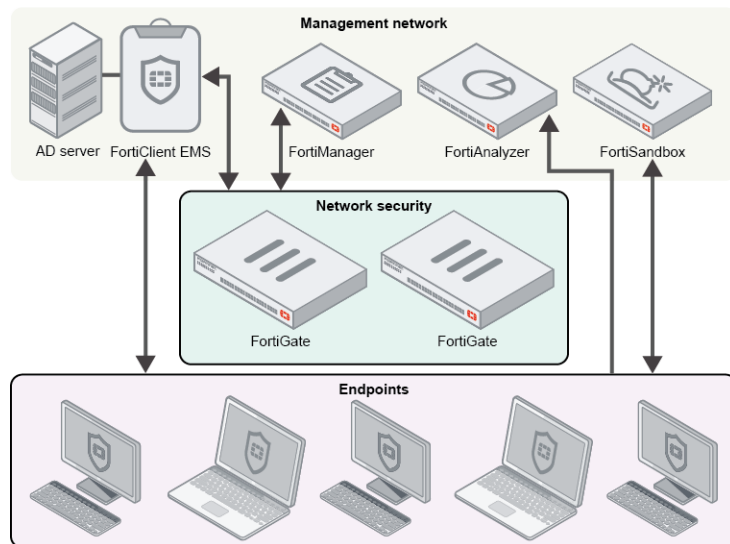 Management network
AD server
FortiClient EMS
FortiManager
FortiAnalyzer
FortiSandbox
Network security
FortiGate
FortiGate
Endpoints